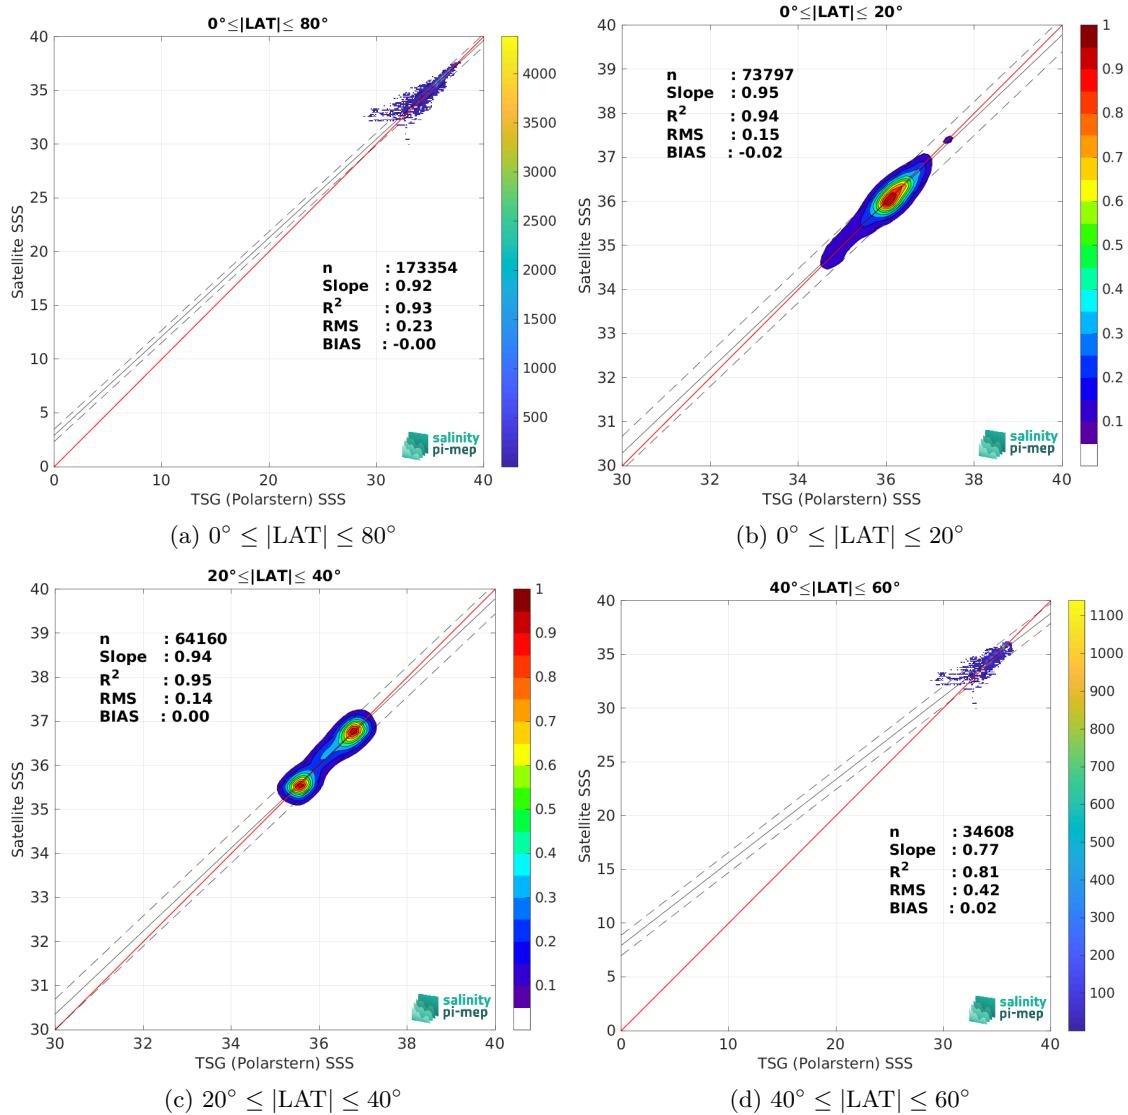 0°≤|LAT|≤ 80°
40
35
30
25
20
15
10
5
0
Satellite SSS
n : 173354
Slope : 0.92
R² : 0.93
RMS : 0.23
BIAS : -0.00
salinity
pi-mep
0 10 20 30 40
TSG (Polarstern) SSS
4000
3500
3000
2500
2000
1500
1000
500
(a) 0° ≤ |LAT| ≤ 80°
0°≤|LAT|≤ 20°
40
39
38
37
36
35
34
33
32
31
30
Satellite SSS
n : 73797
Slope : 0.95
R² : 0.94
RMS : 0.15
BIAS : -0.02
salinity
pi-mep
30 32 34 36 38 40
TSG (Polarstern) SSS
1
0.9
0.8
0.7
0.6
0.5
0.4
0.3
0.2
0.1
(b) 0° ≤ |LAT| ≤ 20°
20°≤|LAT|≤ 40°
40
39
38
37
36
35
34
33
32
31
30
Satellite SSS
n : 64160
Slope : 0.94
R² : 0.95
RMS : 0.14
BIAS : 0.00
salinity
pi-mep
30 32 34 36 38 40
TSG (Polarstern) SSS
1
0.9
0.8
0.7
0.6
0.5
0.4
0.3
0.2
0.1
(c) 20° ≤ |LAT| ≤ 40°
40°≤|LAT|≤ 60°
40
35
30
25
20
15
10
5
0
Satellite SSS
n : 34608
Slope : 0.77
R² : 0.81
RMS : 0.42
BIAS : 0.02
salinity
pi-mep
0 10 20 30 40
TSG (Polarstern) SSS
1100
1000
900
800
700
600
500
400
300
200
100
(d) 40° ≤ |LAT| ≤ 60°